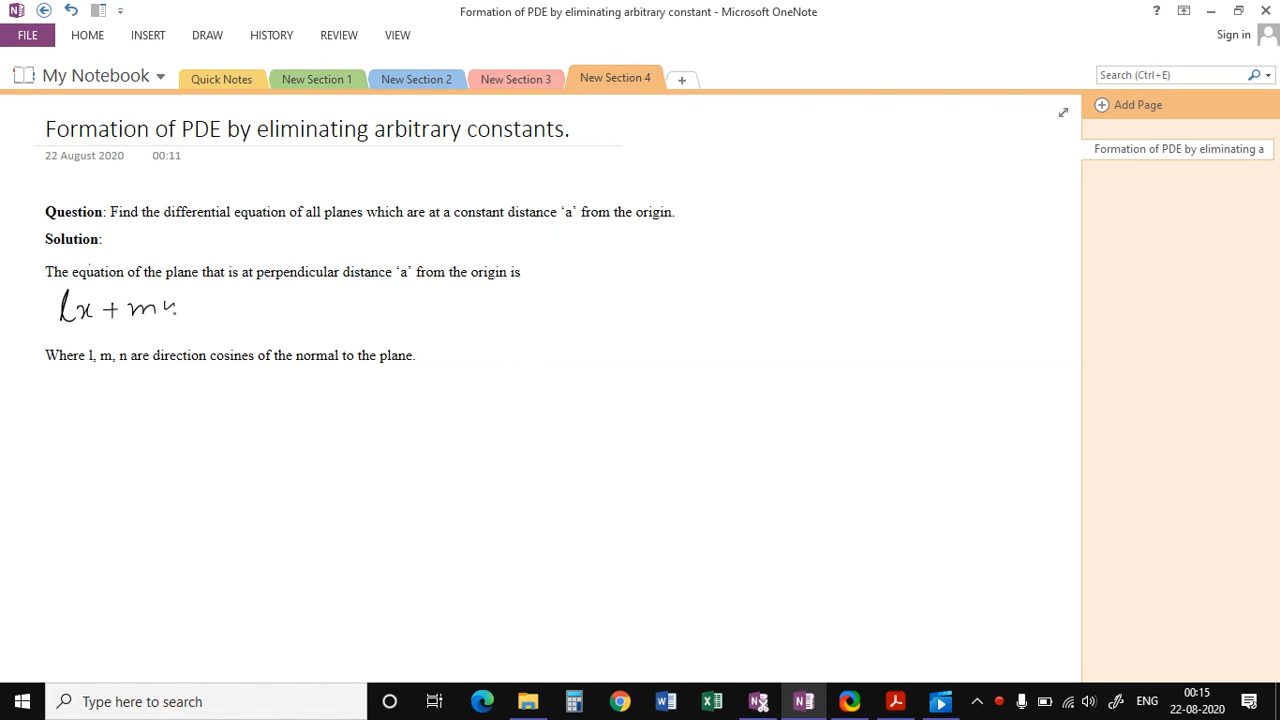 Formation of PDE by eliminating arbitrary constant - Microsoft OneNote
?
Sign in
FILE HOME INSERT DRAW HISTORY REVIEW VIEW
My Notebook
Quick Notes New Section 1 New Section 2 New Section 3 New Section 4 +
Search (Ctrl+E)
Add Page
Formation of PDE by eliminating a
Formation of PDE by eliminating arbitrary constants.
22 August 2020 00:11
Question: Find the differential equation of all planes which are at a constant distance ‘a’ from the origin.
Solution:
The equation of the plane that is at perpendicular distance ‘a’ from the origin is
lx + m
Where l, m, n are direction cosines of the normal to the plane.
Type here to search
ENG
00:15
22-08-2020